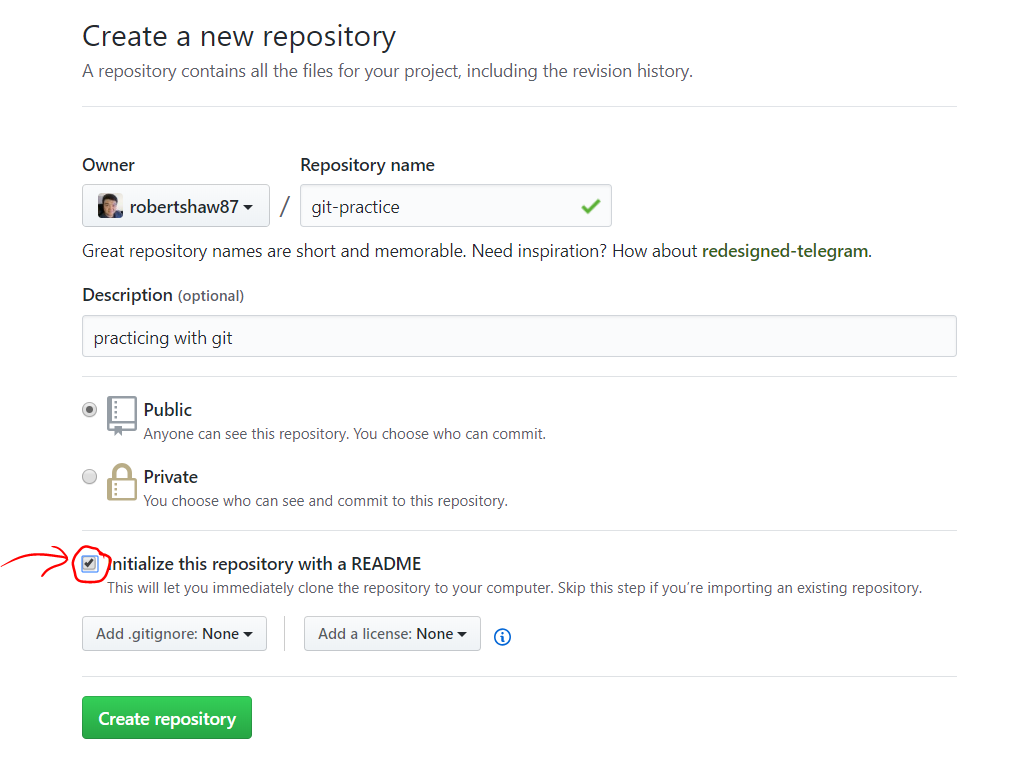 Create a new repository
A repository contains all the files for your project, including the revision history.
Owner
Repository name
robertshaw87
/
git-practice
Great repository names are short and memorable. Need inspiration? How about redesigned-telegram.
Description (optional)
practicing with git
Public
Anyone can see this repository. You choose who can commit.
Private
You choose who can see and commit to this repository.
Initialize this repository with a README
This will let you immediately clone the repository to your computer. Skip this step if you’re importing an existing repository.
Add .gitignore: None
Add a license: None
Create repository